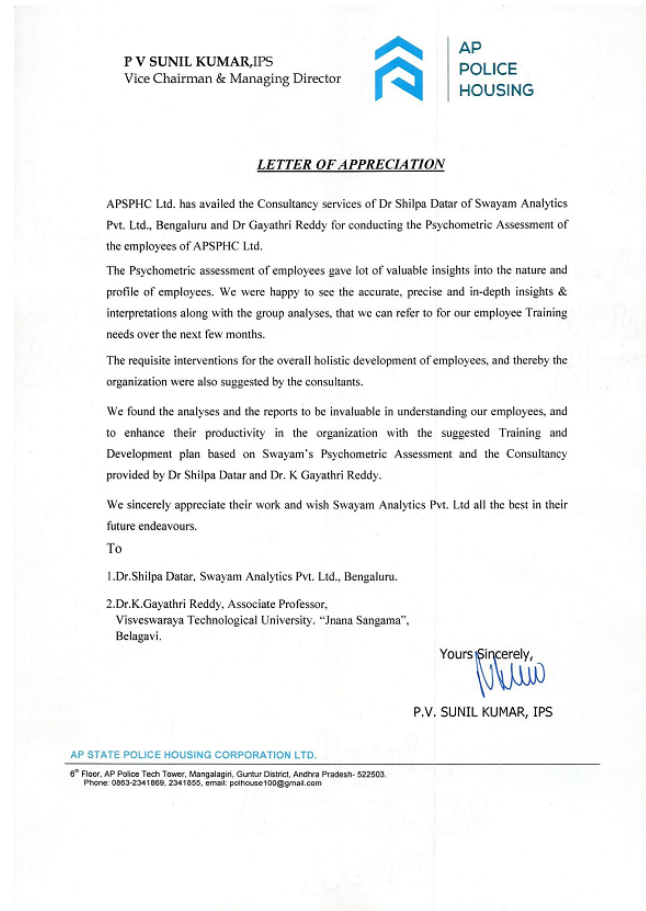 P V SUNIL KUMAR,IPS
Vice Chairman & Managing Director
AP
POLICE
HOUSING
LETTER OF APPRECIATION
APSPHC Ltd. has availed the Consultancy services of Dr Shilpa Datar of Swayam Analytics
Pvt. Ltd., Bengaluru and Dr Gayathri Reddy for conducting the Psychometric Assessment of
the employees of APSPHC Ltd.
The Psychometric assessment of employees gave lot of valuable insights into the nature and
profile of employees. We were happy to see the accurate, precise and in-depth insights &
interpretations along with the group analyses, that we can refer to for our employee Training
needs over the next few months.
The requisite interventions for the overall holistic development of employees, and thereby the
organization were also suggested by the consultants.
We found the analyses and the reports to be invaluable in understanding our employees, and
to enhance their productivity in the organization with the suggested Training and
Development plan based on Swayam's Psychometric Assessment and the Consultancy
provided by Dr Shilpa Datar and Dr. K Gayathri Reddy.
We sincerely appreciate their work and wish Swayam Analytics Pvt. Ltd all the best in their
future endeavours.
To
1.Dr.Shilpa Datar, Swayam Analytics Pvt. Ltd., Bengaluru.
2.Dr.K.Gayathri Reddy, Associate Professor,
Visveswaraya Technological University. “Jnana Sangama”,
Belagavi.
Yours Sincerely,
P.V. SUNIL KUMAR, IPS
AP STATE POLICE HOUSING CORPORATION LTD.
6th Floor, AP Police Tech Tower, Mangalagiri, Guntur District, Andhra Pradesh- 522503.
Phone: 0863-2341869, 2341855, email: polhouse100@gmail.com